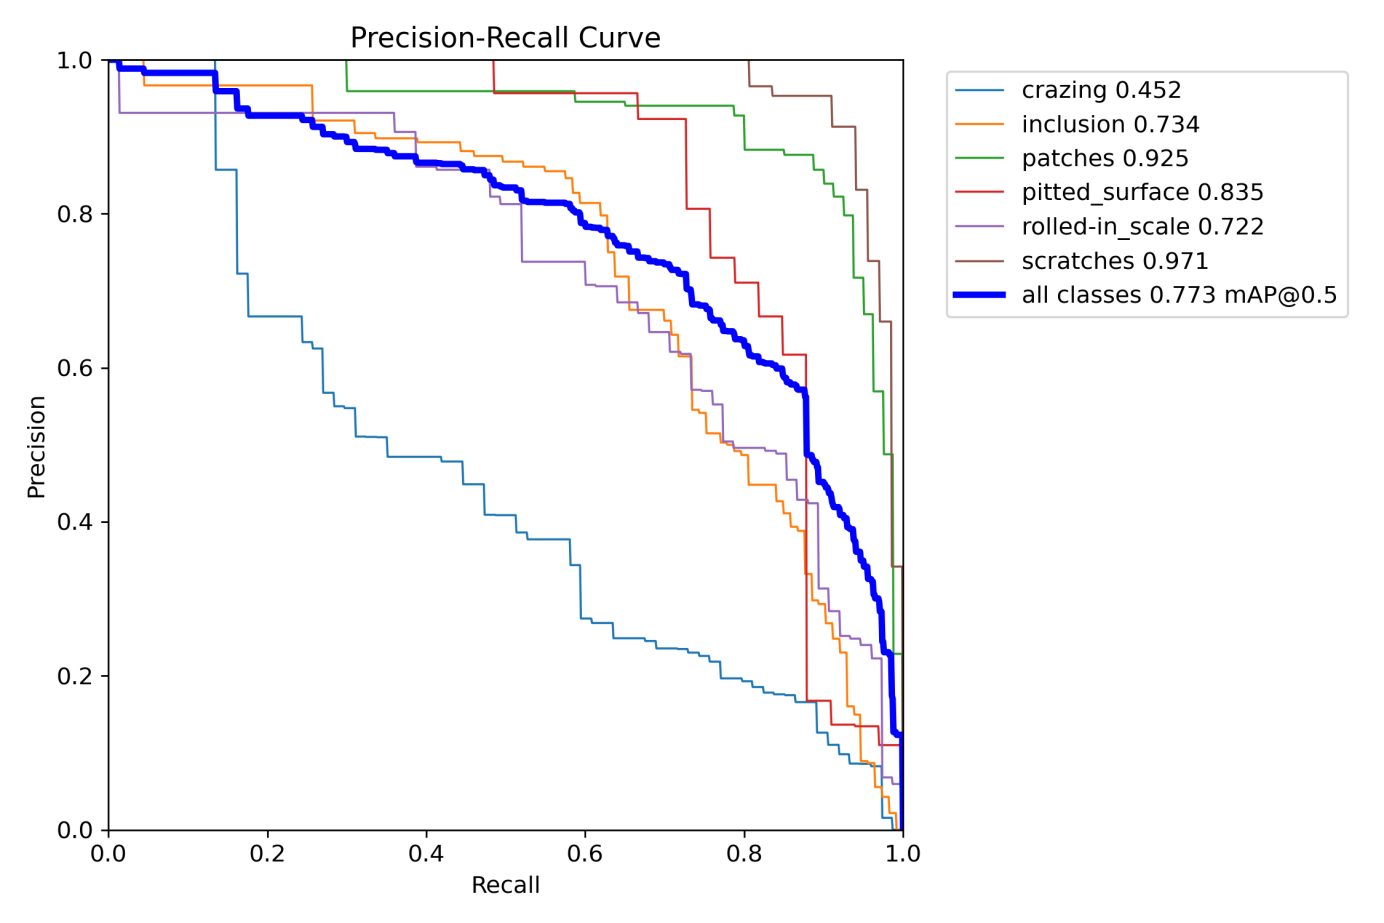 Precision-Recall Curve
1.0
0.8
0.6
0.4
0.2
0.0
Precision
0.0 0.2 0.4 0.6 0.8 1.0
Recall
crazing 0.452
inclusion 0.734
patches 0.925
pitted_surface 0.835
rolled-in_scale 0.722
scratches 0.971
all classes 0.773 mAP@0.5